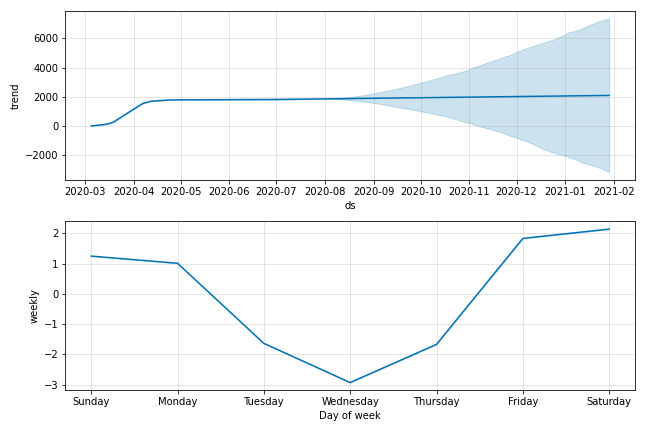 trend
6000
4000
2000
0
−2000
2020-03 2020-04 2020-05 2020-06 2020-07 2020-08 2020-09 2020-10 2020-11 2020-12 2021-01 2021-02
ds
weekly
2
1
0
−1
−2
−3
Sunday Monday Tuesday Wednesday Thursday Friday Saturday
Day of week